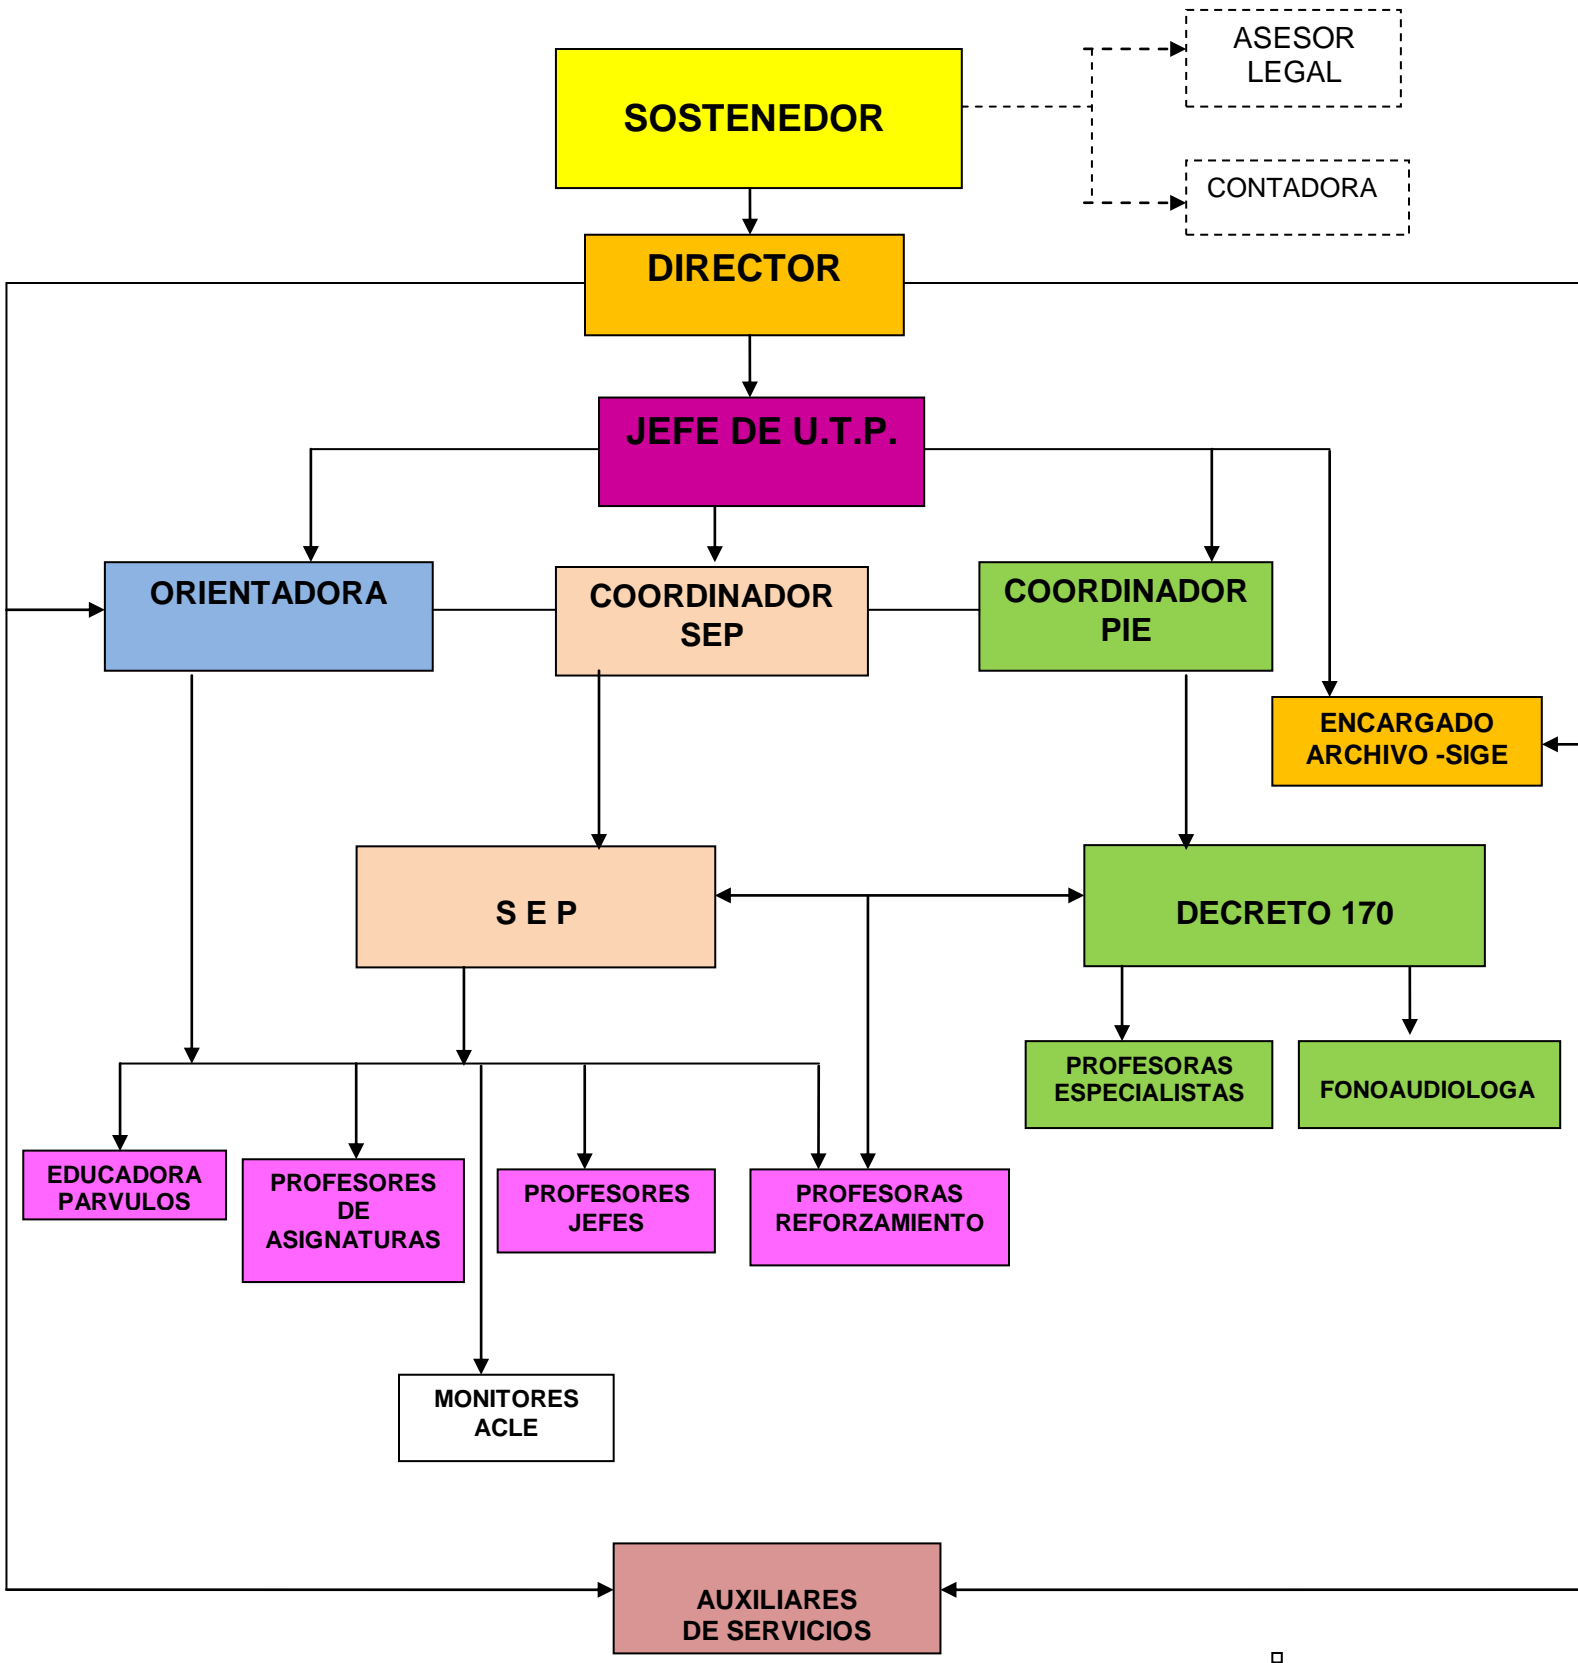 ASESOR
LEGAL
SOSTENEDOR
CONTADORA
DIRECTOR
JEFE DE U.T.P.
ORIENTADORA
COORDINADOR
SEP
COORDINADOR
PIE
ENCARGADO
ARCHIVO -SIGE
S E P
DECRETO 170
PROFESORAS
ESPECIALISTAS
FONOAUDIOLOGA
EDUCADORA
PARVULOS
PROFESORES
DE
ASIGNATURAS
PROFESORES
JEFES
PROFESORAS
REFORZAMIENTO
MONITORES
ACLE
AUXILIARES
DE SERVICIOS